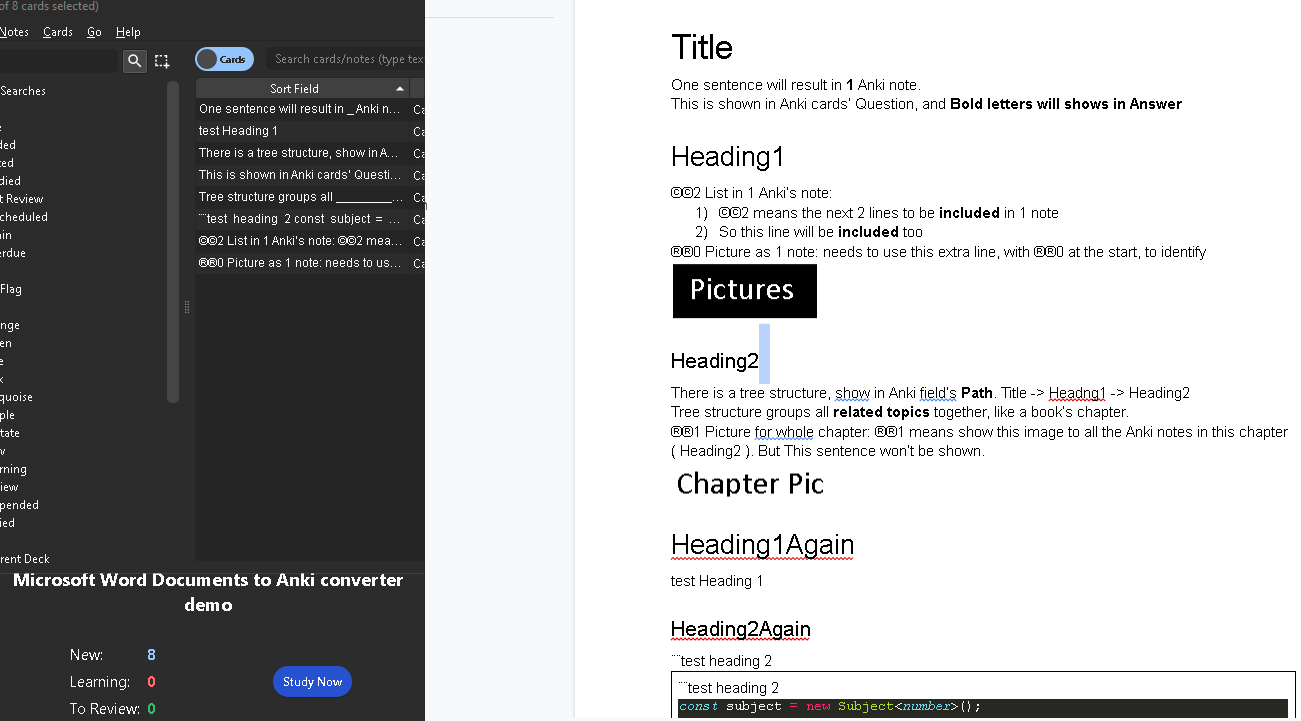 of 8 cards selected)
Notes Cards Go Help
Cards
Search cards/notes (type tex
Searches
Sort Field
One sentence will result in _ Anki n...
test Heading 1
There is a tree structure, show in A...
This is shown in Anki cards' Questi...
Tree structure groups all __________...
¨test heading 2 const subject = ...
©©2 List in 1 Anki's note: ©©2 mea...
®®0 Picture as 1 note: needs to us...
Ca
Ca
Ca
Ca
Ca
Ca
Ca
Ca
ded
ted
died
t Review
cheduled
ain
erdue
Flag
nge
en
e
k
quoise
ple
tate
w
rning
iew
pended
ied
rent Deck
Microsoft Word Documents to Anki converter
demo
New: 8
Learning: 0
To Review: 0
Study Now
Title
One sentence will result in 1 Anki note.
This is shown in Anki cards' Question, and Bold letters will shows in Answer
Heading1
©©2 List in 1 Anki's note:
1) ©©2 means the next 2 lines to be included in 1 note
2) So this line will be included too
®®0 Picture as 1 note: needs to use this extra line, with ®®0 at the start, to identify
Pictures
Heading2
There is a tree structure, show in Anki field's Path. Title -> Headng1 -> Heading2
Tree structure groups all related topics together, like a book's chapter.
®®1 Picture for whole chapter: ®®1 means show this image to all the Anki notes in this chapter
( Heading2 ). But This sentence won't be shown.
Chapter Pic
Heading1Again
test Heading 1
Heading2Again
¨test heading 2
¨test heading 2
const subject = new Subject<number>();